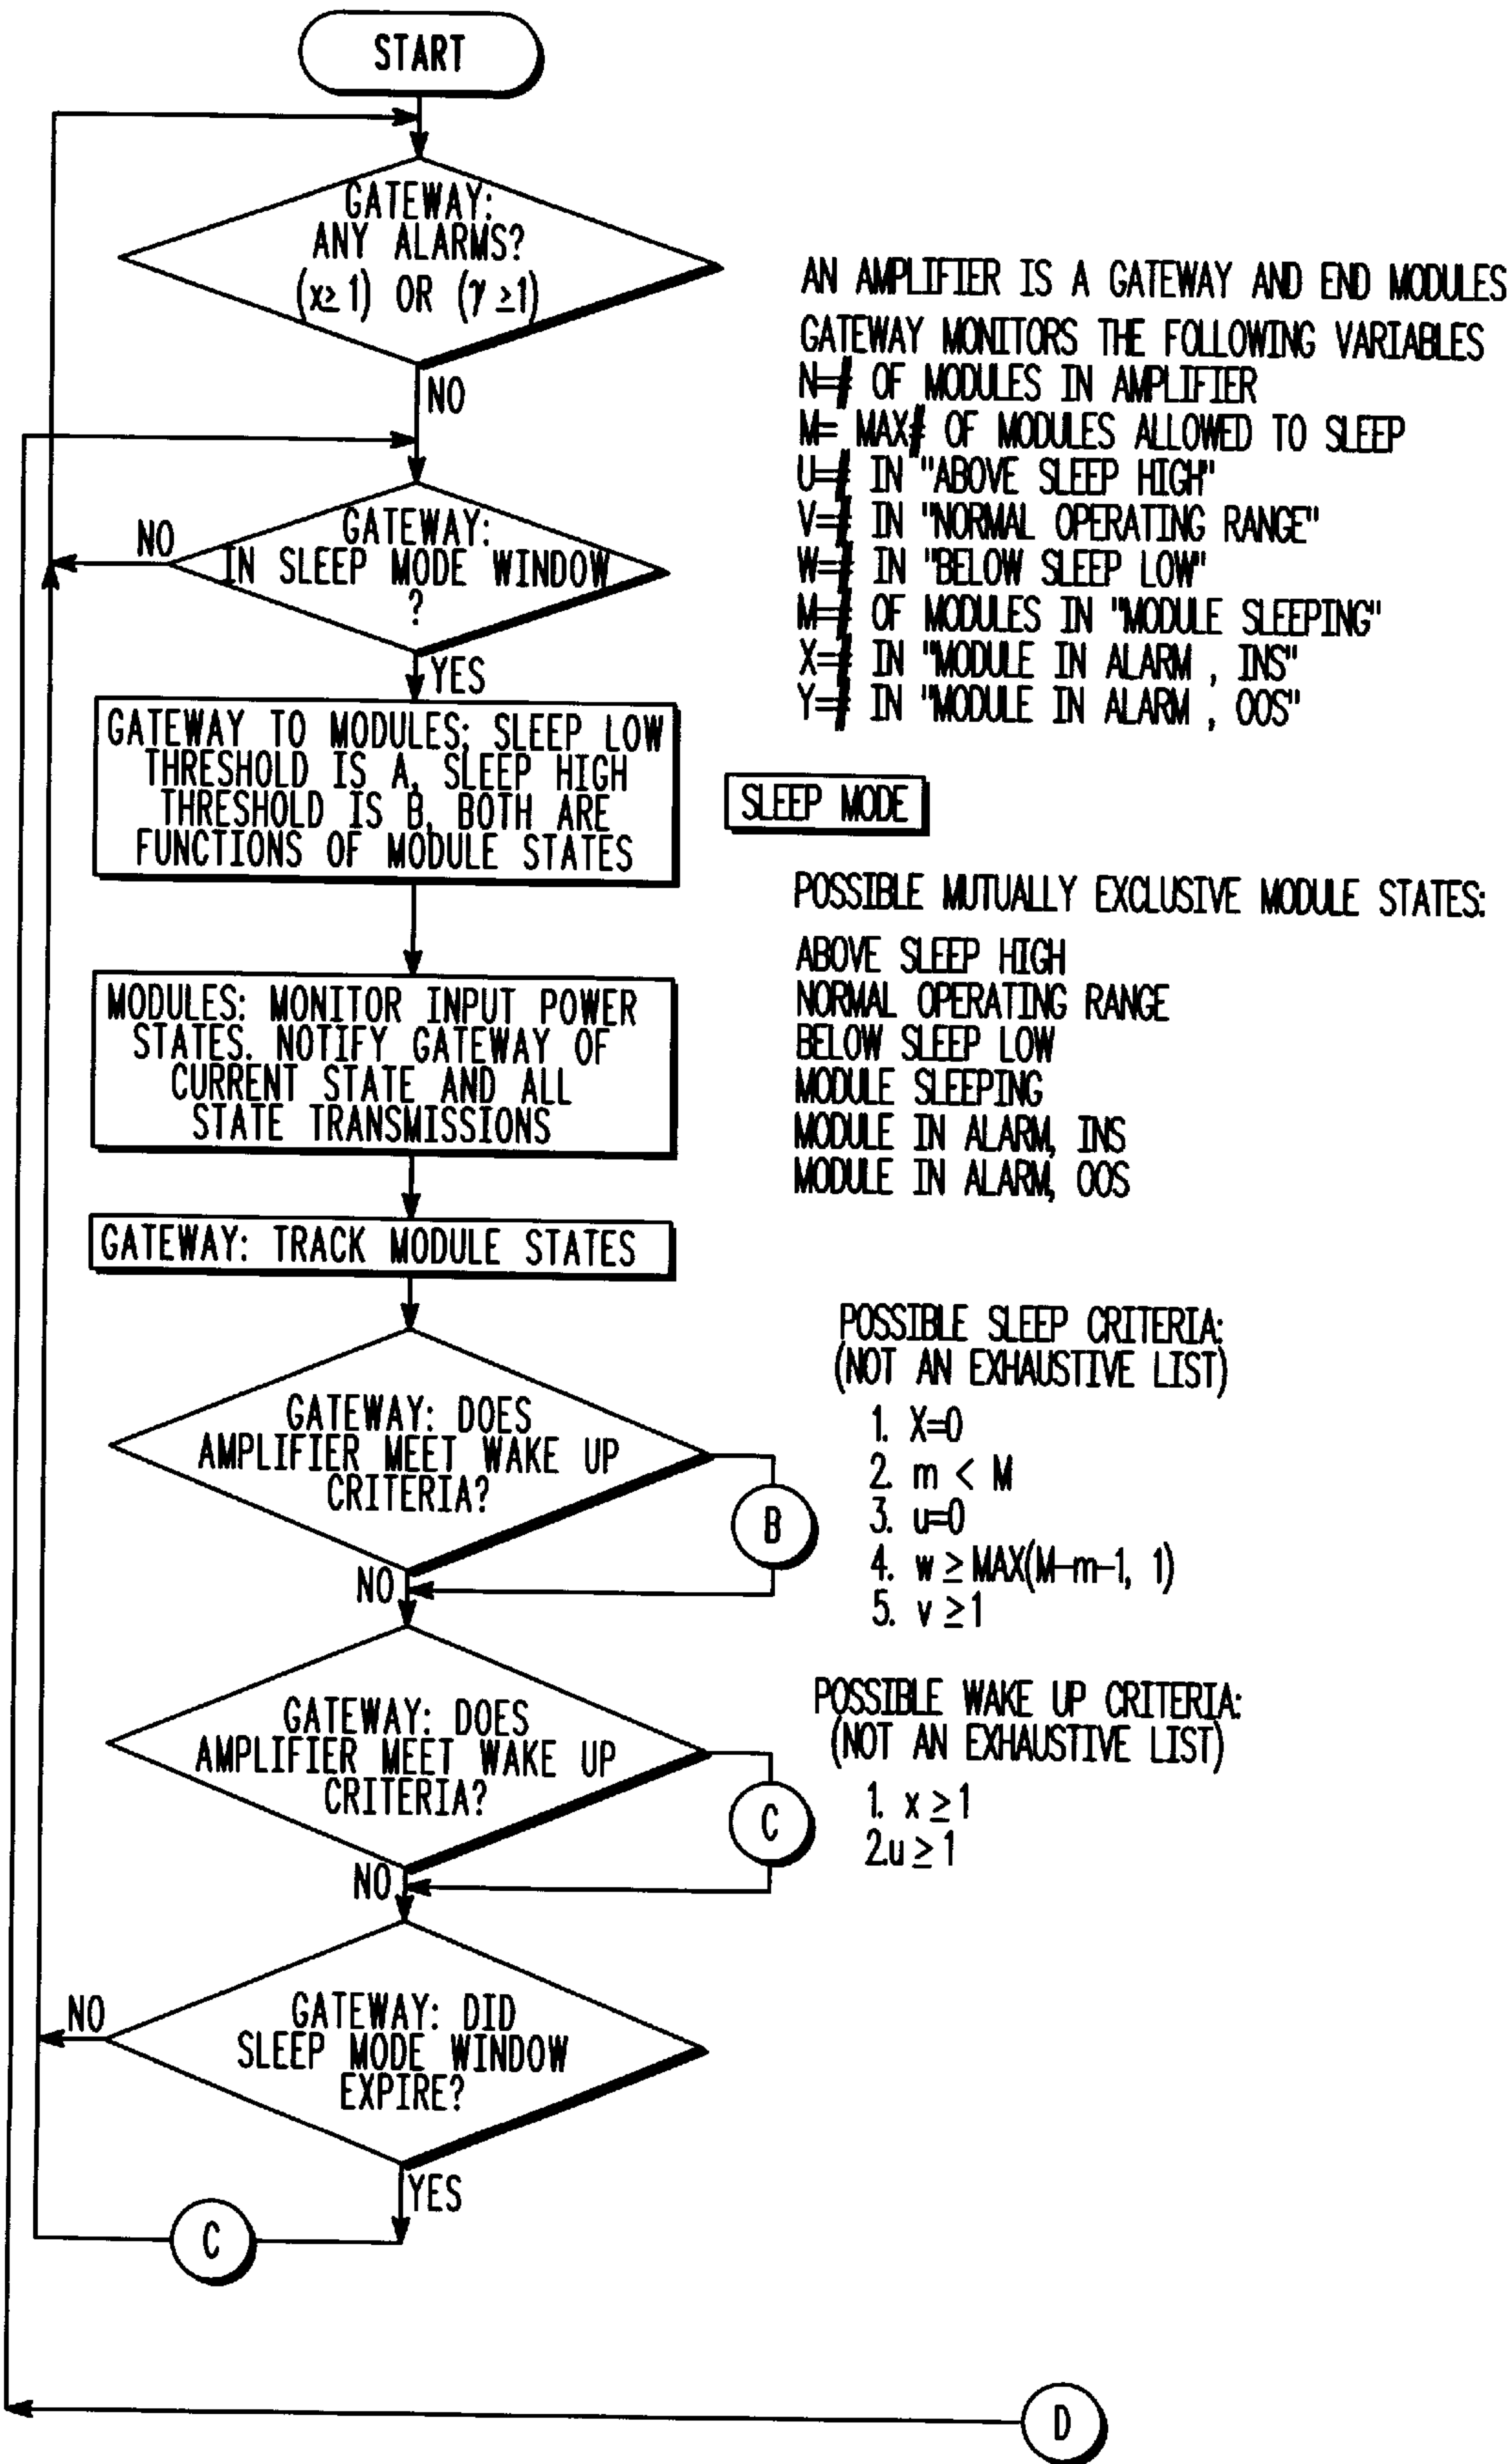 START
GATEWAY:
ANY ALARMS?
(x≥ 1) OR (γ ≥1)
NO
GATEWAY:
IN SLEEP MODE WINDOW
?
NO
YES
GATEWAY TO MODULES: SLEEP LOW
THRESHOLD IS A, SLEEP HIGH
THRESHOLD IS B, BOTH ARE
FUNCTIONS OF MODULE STATES
MODULES: MONITOR INPUT POWER
STATES. NOTIFY GATEWAY OF
CURRENT STATE AND ALL
STATE TRANSMISSIONS
GATEWAY: TRACK MODULE STATES
GATEWAY: DOES
AMPLIFIER MEET WAKE UP
CRITERIA?
B
NO
GATEWAY: DOES
AMPLIFIER MEET WAKE UP
CRITERIA?
C
NO
GATEWAY: DID
SLEEP MODE WINDOW
EXPIRE?
NO
YES
C
D
AN AMPLIFIER IS A GATEWAY AND END MODULES
GATEWAY MONITORS THE FOLLOWING VARIABLES
N=# OF MODULES IN AMPLIFIER
M= MAX# OF MODULES ALLOWED TO SLEEP
U=# IN "ABOVE SLEEP HIGH"
V=# IN "NORMAL OPERATING RANGE"
W=# IN "BELOW SLEEP LOW"
M=# OF MODULES IN "MODULE SLEEPING"
X=# IN "MODULE IN ALARM , INS"
Y=# IN "MODULE IN ALARM , OOS"
SLEEP MODE
POSSIBLE MUTUALLY EXCLUSIVE MODULE STATES:
ABOVE SLEEP HIGH
NORMAL OPERATING RANGE
BELOW SLEEP LOW
MODULE SLEEPING
MODULE IN ALARM, INS
MODULE IN ALARM, OOS
POSSIBLE SLEEP CRITERIA:
(NOT AN EXHAUSTIVE LIST)
1. X=0
2. m < M
3. u=0
4. w ≥ MAX(M-m-1, 1)
5. v ≥1
POSSIBLE WAKE UP CRITERIA:
(NOT AN EXHAUSTIVE LIST)
1. x ≥1
2.u ≥ 1